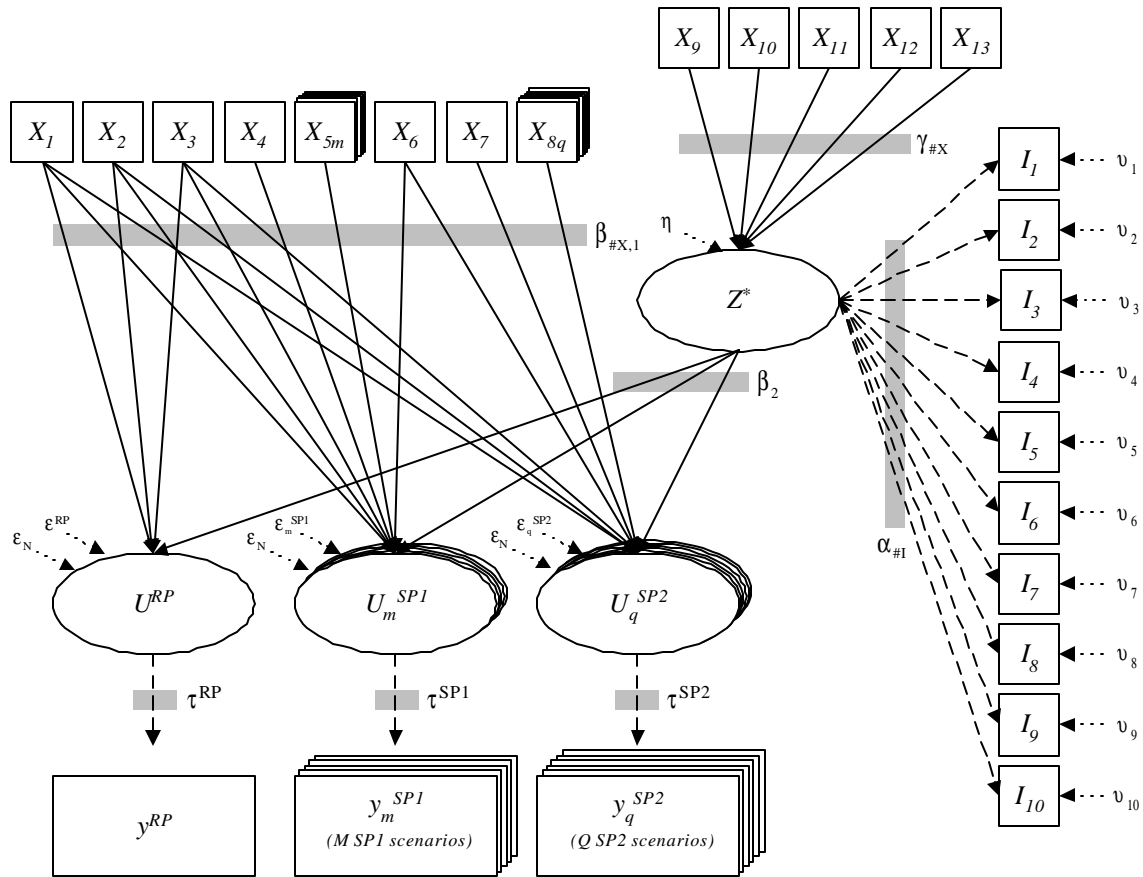 X9 X10 X11 X12 X13
X1 X2 X3 X4 X5m X6 X7 X8q
γ#X
I1 υ1
η
β#X,1
I2 υ2
Z*
I3 υ3
I4 υ4
β2
I5 υ5
I6 υ6
εN εRP εN εmSP1 εN εqSP2
α#I
I7 υ7
URP UmSP1 UqSP2
I8 υ8
τRP τSP1 τSP2
I9 υ9
I10 υ10
yRP ymSP1 yqSP2
(M SP1 scenarios) (Q SP2 scenarios)